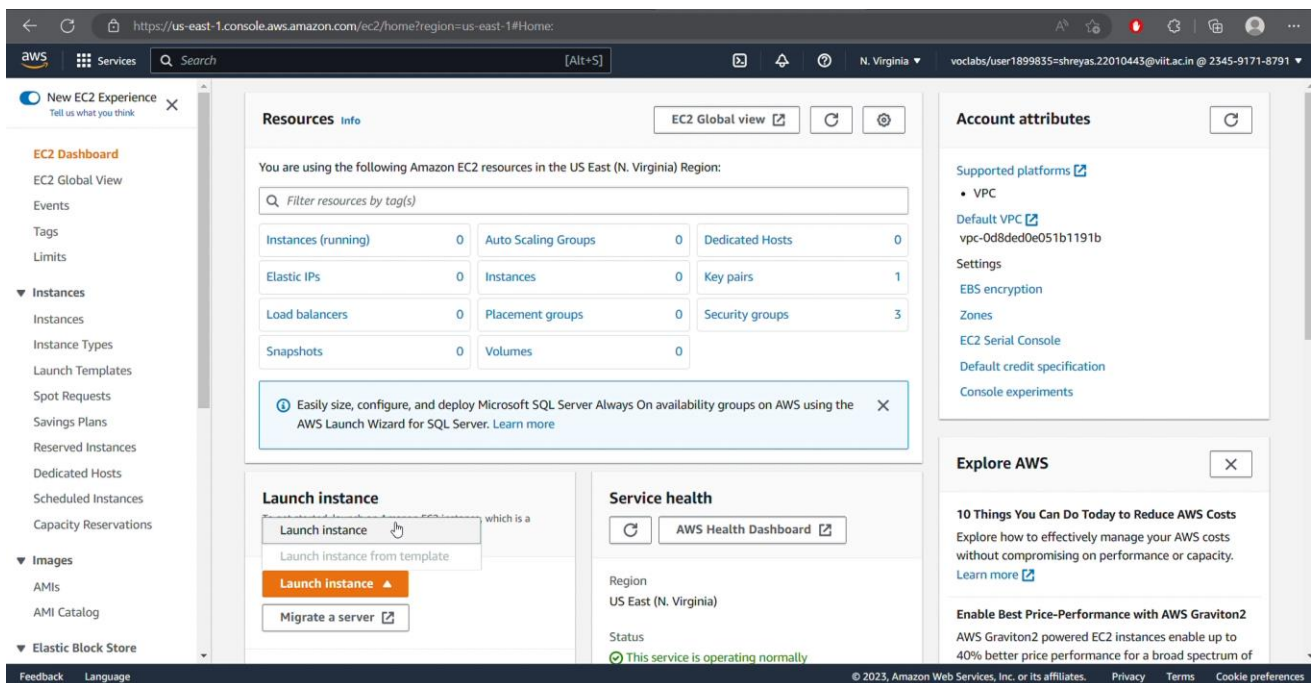 https://us-east-1.console.aws.amazon.com/ec2/home?region=us-east-1#Home:
aws
Services
Search
[Alt+S]
N. Virginia
voclabs/user1899835=shreyas.22010443@viit.ac.in @ 2345-9171-8791
New EC2 Experience
Tell us what you think
EC2 Dashboard
EC2 Global View
Events
Tags
Limits
Instances
Instances
Instance Types
Launch Templates
Spot Requests
Savings Plans
Reserved Instances
Dedicated Hosts
Scheduled Instances
Capacity Reservations
Images
AMIs
AMI Catalog
Elastic Block Store
Resources Info
EC2 Global view
You are using the following Amazon EC2 resources in the US East (N. Virginia) Region:
Filter resources by tag(s)
Instances (running) 0 Auto Scaling Groups 0 Dedicated Hosts 0
Elastic IPs 0 Instances 0 Key pairs 1
Load balancers 0 Placement groups 0 Security groups 3
Snapshots 0 Volumes 0
Easily size, configure, and deploy Microsoft SQL Server Always On availability groups on AWS using the
AWS Launch Wizard for SQL Server. Learn more
Launch instance
which is a
Launch instance
Launch instance from template
Launch instance
Migrate a server
Service health
AWS Health Dashboard
Region
US East (N. Virginia)
Status
This service is operating normally
Account attributes
Supported platforms
• VPC
Default VPC
vpc-0d8ded0e051b1191b
Settings
EBS encryption
Zones
EC2 Serial Console
Default credit specification
Console experiments
Explore AWS
10 Things You Can Do Today to Reduce AWS Costs
Explore how to effectively manage your AWS costs
without compromising on performance or capacity.
Learn more
Enable Best Price-Performance with AWS Graviton2
AWS Graviton2 powered EC2 instances enable up to
40% better price performance for a broad spectrum of
Feedback Language
© 2023, Amazon Web Services, Inc. or its affiliates. Privacy Terms Cookie preferences